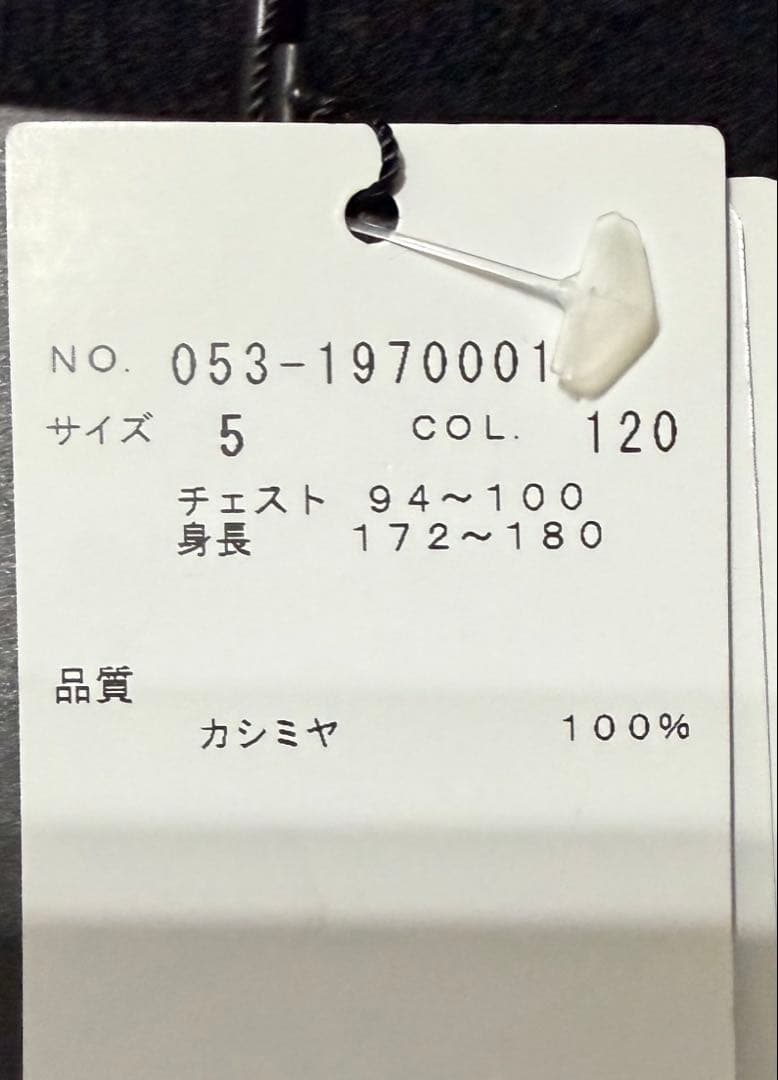 NO. 053-1970001
サイズ 5 COL. 120
チェスト 94～100
身長 172～180
品質
カシミヤ 100%